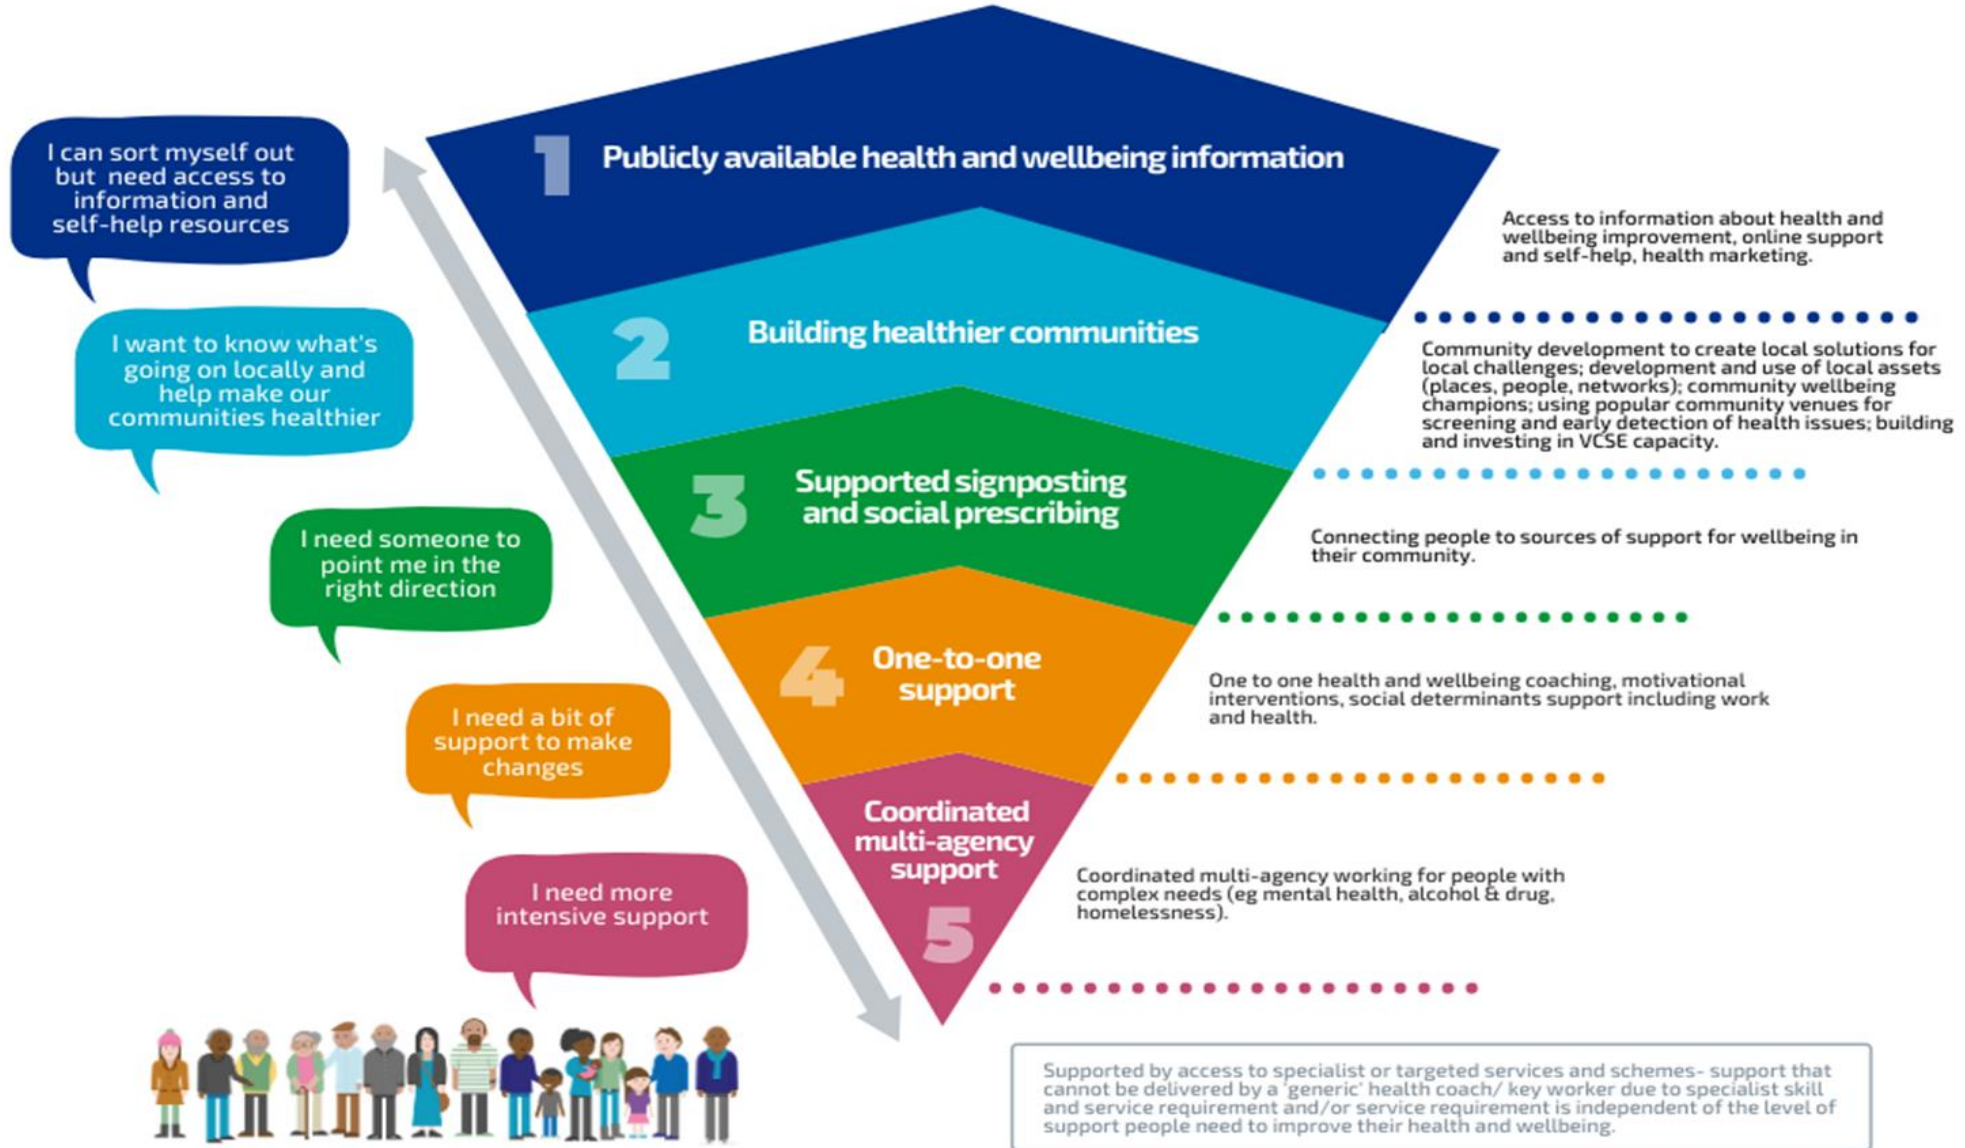 I can sort myself out
but need access to
information and
self-help resources
1
Publicly available health and wellbeing information
Access to information about health and
wellbeing improvement, online support
and self-help, health marketing.
I want to know what's
going on locally and
help make our
communities healthier
2
Building healthier communities
Community development to create local solutions for
local challenges; development and use of local assets
(places, people, networks); community wellbeing
champions; using popular community venues for
screening and early detection of health issues; building
and investing in VCSE capacity.
I need someone to
point me in the
right direction
3
Supported signposting
and social prescribing
Connecting people to sources of support for wellbeing in
their community.
I need a bit of
support to make
changes
4
One-to-one
support
One to one health and wellbeing coaching, motivational
interventions, social determinants support including work
and health.
I need more
intensive support
Coordinated
multi-agency
support
5
Coordinated multi-agency working for people with
complex needs (eg mental health, alcohol & drug,
homelessness).
Supported by access to specialist or targeted services and schemes- support that
cannot be delivered by a 'generic' health coach/ key worker due to specialist skill
and service requirement and/or service requirement is independent of the level of
support people need to improve their health and wellbeing.